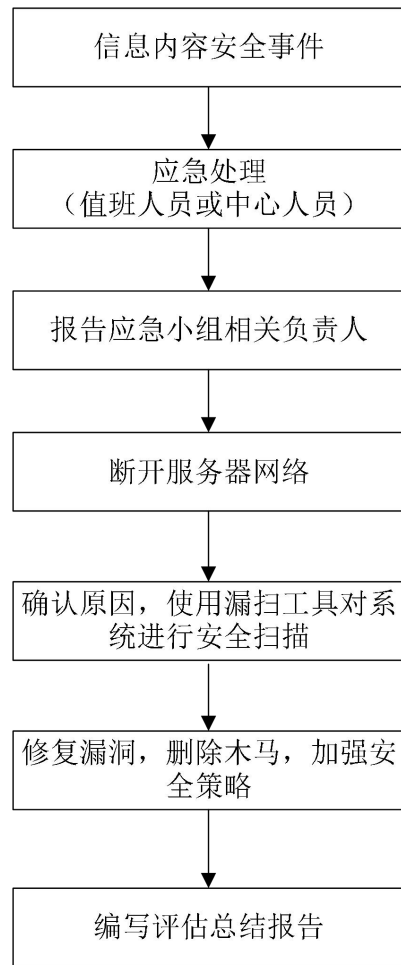 信息内容安全事件
应急处理
（值班人员或中心人员）
报告应急小组相关负责人
断开服务器网络
确认原因，使用漏扫工具对系
统进行安全扫描
修复漏洞，删除木马，加强安
全策略
编写评估总结报告